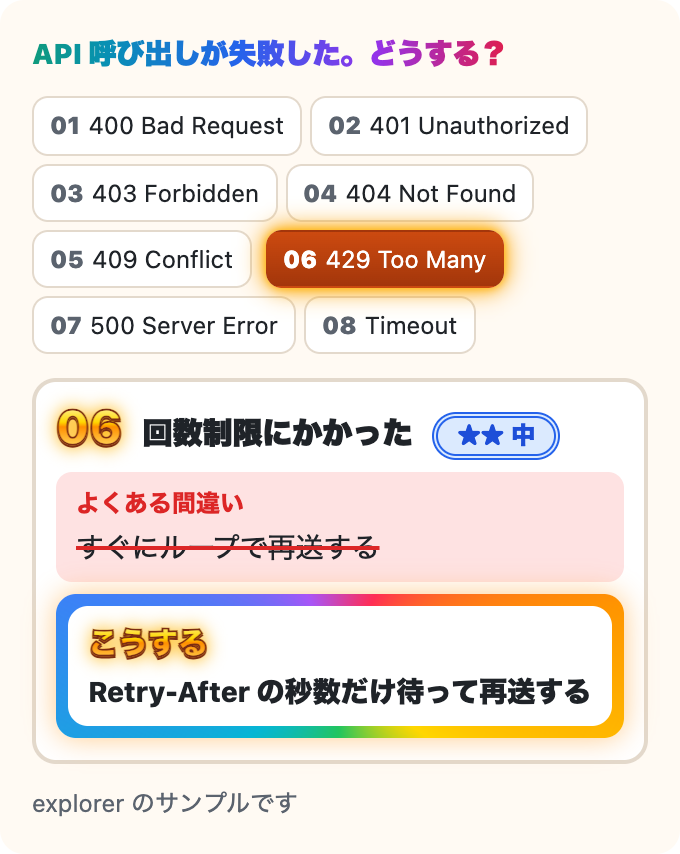 API 呼び出しが失敗した。どうする？
01 400 Bad Request
02 401 Unauthorized
03 403 Forbidden
04 404 Not Found
05 409 Conflict
06 429 Too Many
07 500 Server Error
08 Timeout
06 回数制限にかかった ★★ 中
よくある間違い
すぐにループで再送する
こうする
Retry-After の秒数だけ待って再送する
explorer のサンプルです